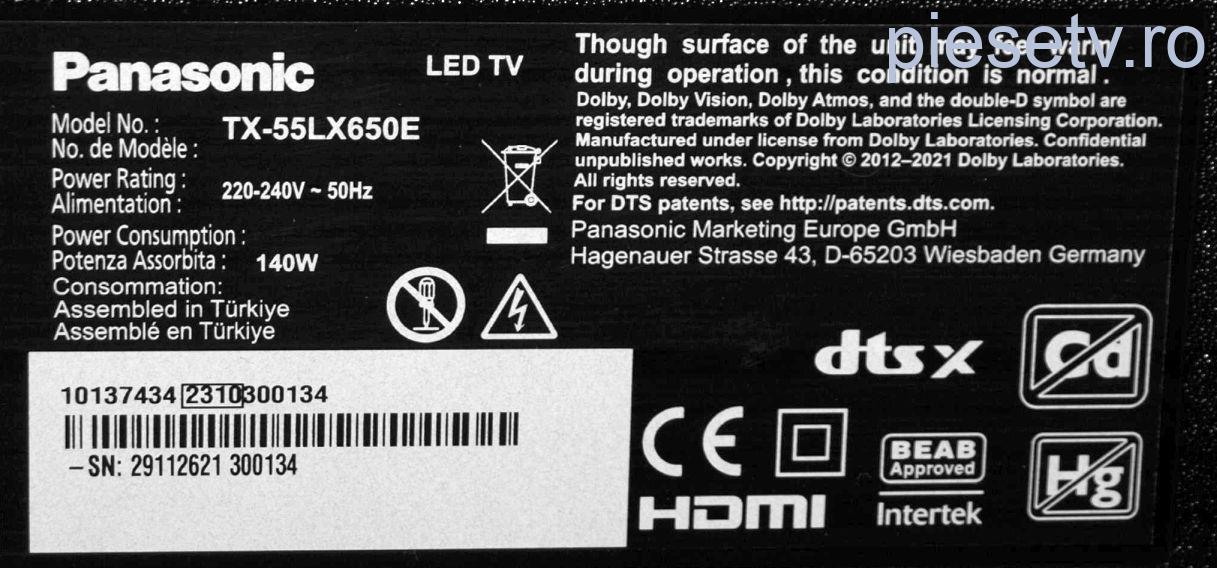 Panasonic
LED TV
Model No. :
No. de Modèle :
TX-55LX650E
Power Rating :
Alimentation :
220-240V ~ 50Hz
Power Consumption :
Potenza Assorbita :
Consommation:
140W
Assembled in Türkiye
Assemblé en Türkiye
Though surface of the unit may feel warm
during operation , this condition is normal .
Dolby, Dolby Vision, Dolby Atmos, and the double-D symbol are
registered trademarks of Dolby Laboratories Licensing Corporation.
Manufactured under license from Dolby Laboratories. Confidential
unpublished works. Copyright © 2012–2021 Dolby Laboratories.
All rights reserved.
For DTS patents, see http://patents.dts.com.
Panasonic Marketing Europe GmbH
Hagenauer Strasse 43, D-65203 Wiesbaden Germany
piesetv.ro
10137434 2310300134
–SN: 29112621 300134
dts x
Cd
CE
BEAB
Approved
Intertek
Hg
HDMI